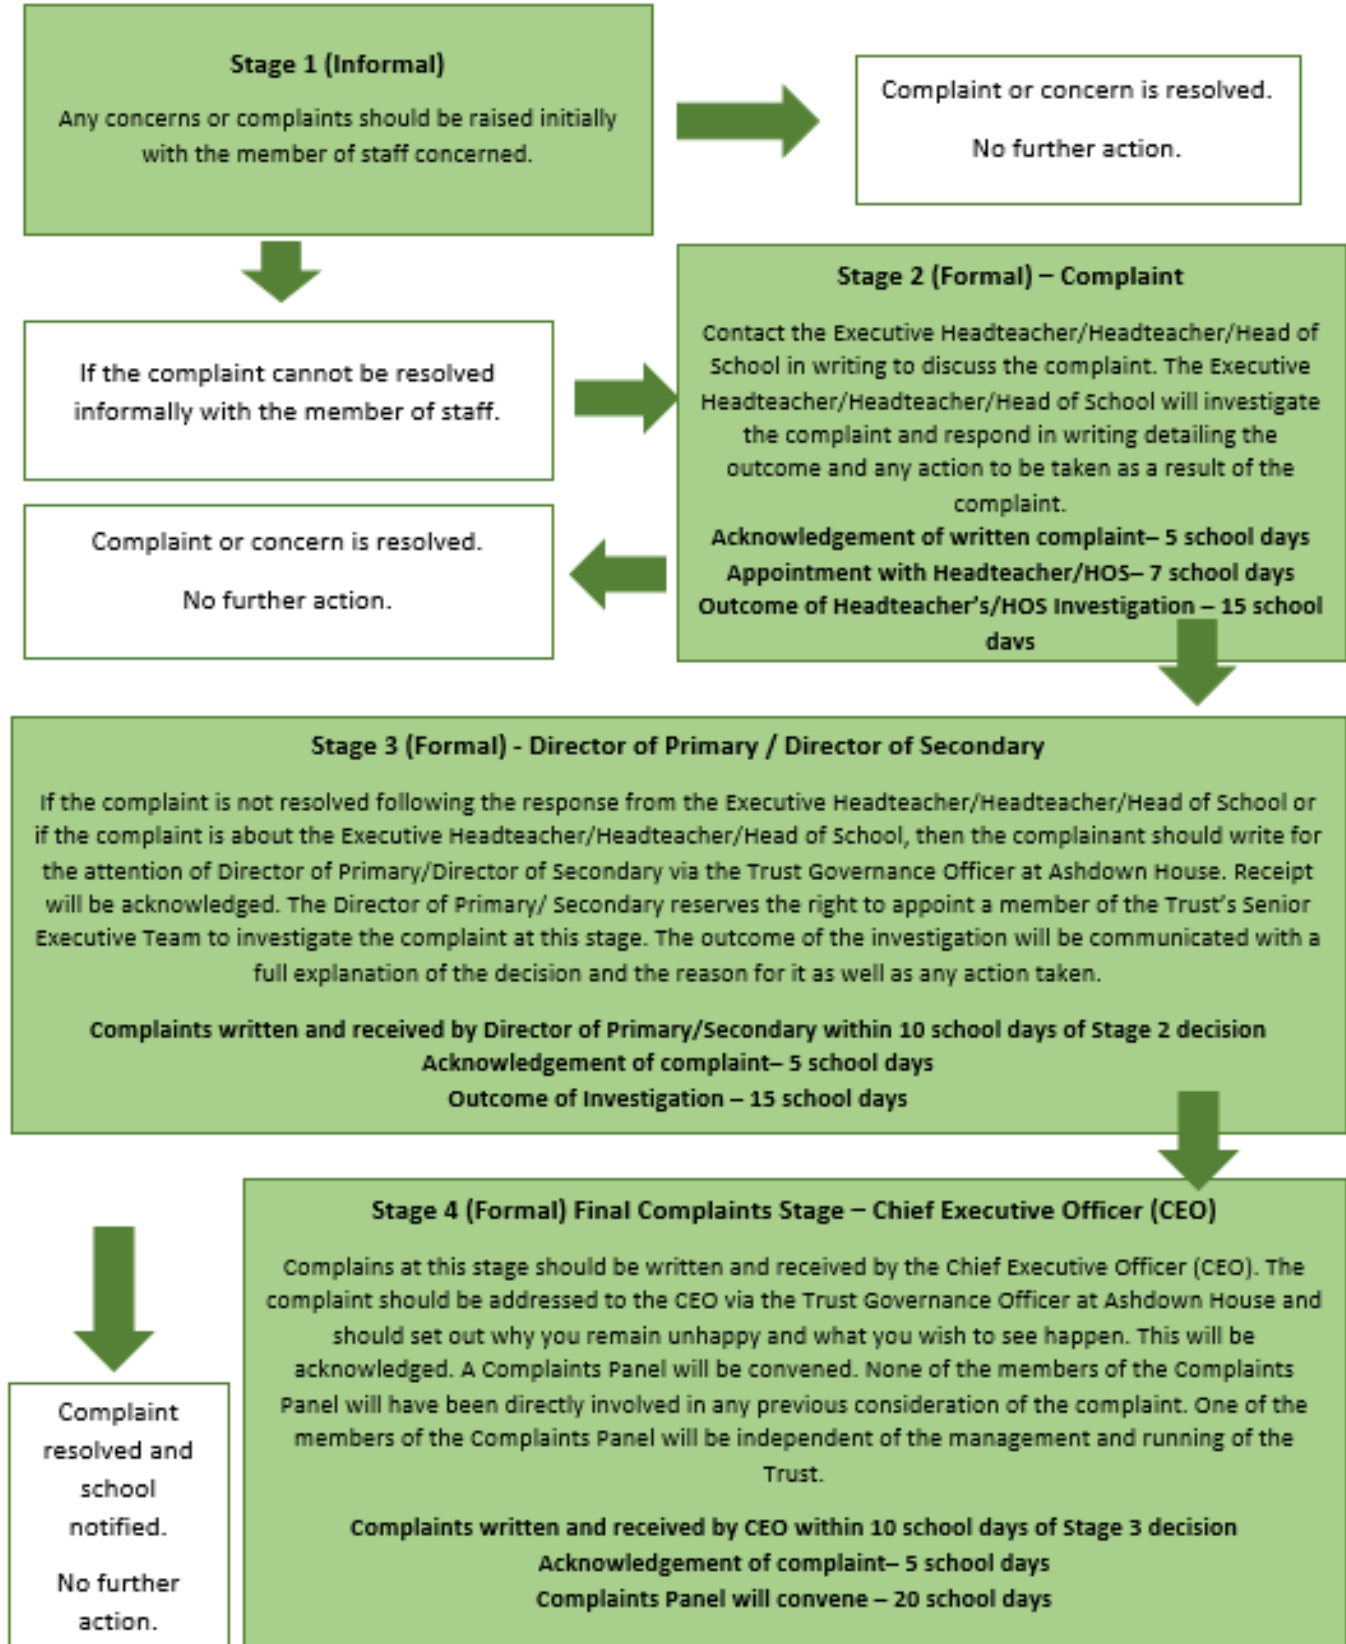 Stage 1 (Informal)
Any concerns or complaints should be raised initially
with the member of staff concerned.
Complaint or concern is resolved.
No further action.
If the complaint cannot be resolved
informally with the member of staff.
Stage 2 (Formal) – Complaint
Contact the Executive Headteacher/Headteacher/Head of
School in writing to discuss the complaint. The Executive
Headteacher/Headteacher/Head of School will investigate
the complaint and respond in writing detailing the
outcome and any action to be taken as a result of the
complaint.
Acknowledgement of written complaint– 5 school days
Appointment with Headteacher/HOS– 7 school days
Outcome of Headteacher's/HOS Investigation – 15 school
days
Complaint or concern is resolved.
No further action.
Stage 3 (Formal) - Director of Primary / Director of Secondary
If the complaint is not resolved following the response from the Executive Headteacher/Headteacher/Head of School or
if the complaint is about the Executive Headteacher/Headteacher/Head of School, then the complainant should write for
the attention of Director of Primary/Director of Secondary via the Trust Governance Officer at Ashdown House. Receipt
will be acknowledged. The Director of Primary/ Secondary reserves the right to appoint a member of the Trust's Senior
Executive Team to investigate the complaint at this stage. The outcome of the investigation will be communicated with a
full explanation of the decision and the reason for it as well as any action taken.
Complaints written and received by Director of Primary/Secondary within 10 school days of Stage 2 decision
Acknowledgement of complaint– 5 school days
Outcome of Investigation – 15 school days
Stage 4 (Formal) Final Complaints Stage – Chief Executive Officer (CEO)
Complains at this stage should be written and received by the Chief Executive Officer (CEO). The
complaint should be addressed to the CEO via the Trust Governance Officer at Ashdown House and
should set out why you remain unhappy and what you wish to see happen. This will be
acknowledged. A Complaints Panel will be convened. None of the members of the Complaints
Panel will have been directly involved in any previous consideration of the complaint. One of the
members of the Complaints Panel will be independent of the management and running of the
Trust.
Complaints written and received by CEO within 10 school days of Stage 3 decision
Acknowledgement of complaint– 5 school days
Complaints Panel will convene – 20 school days
Complaint
resolved and
school
notified.
No further
action.